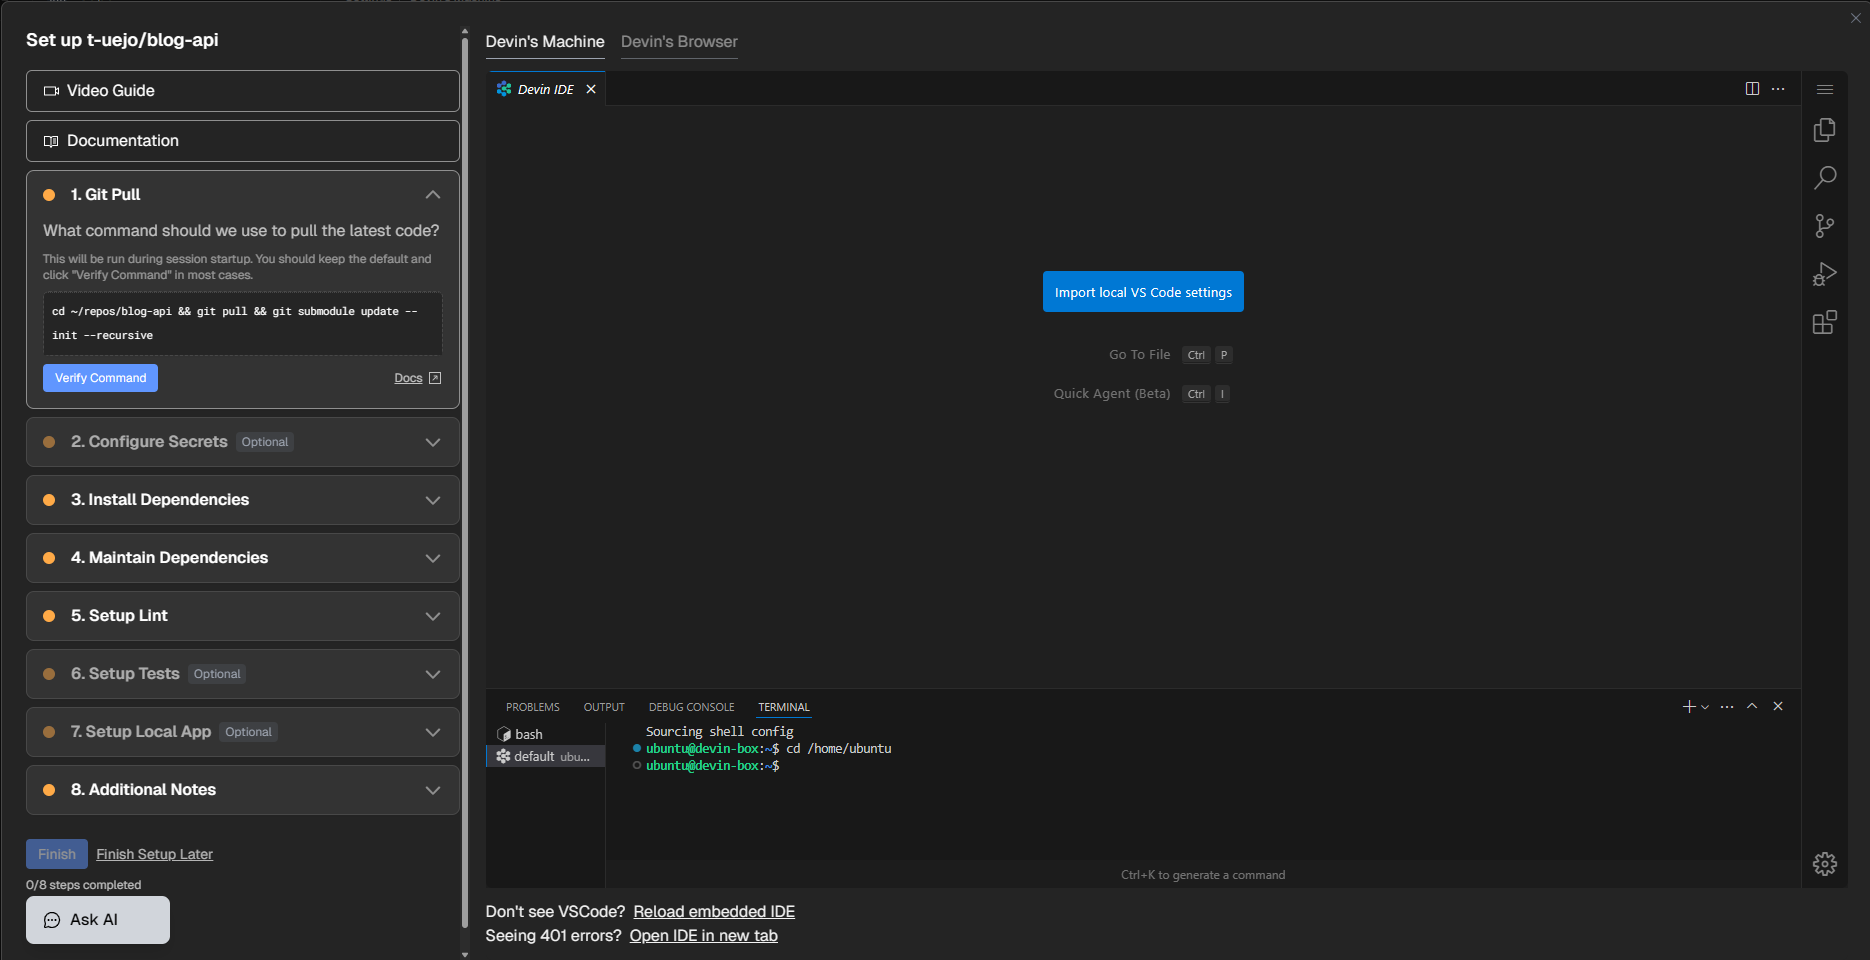 Set up t-uejo/blog-api
Video Guide
Documentation
1. Git Pull
What command should we use to pull the latest code?
This will be run during session startup. You should keep the default and
click "Verify Command" in most cases.
cd ~/repos/blog-api && git pull && git submodule update --
init --recursive
Verify Command
Docs
2. Configure Secrets Optional
3. Install Dependencies
4. Maintain Dependencies
5. Setup Lint
6. Setup Tests Optional
7. Setup Local App Optional
8. Additional Notes
Finish
Finish Setup Later
0/8 steps completed
Ask AI
Devin's Machine
Devin's Browser
Devin IDE
Import local VS Code settings
Go To File Ctrl P
Quick Agent (Beta) Ctrl I
PROBLEMS OUTPUT DEBUG CONSOLE TERMINAL
bash
default ubu...
Sourcing shell config
ubuntu@devin-box:~$ cd /home/ubuntu
ubuntu@devin-box:~$
Ctrl+K to generate a command
Don't see VSCode? Reload embedded IDE
Seeing 401 errors? Open IDE in new tab